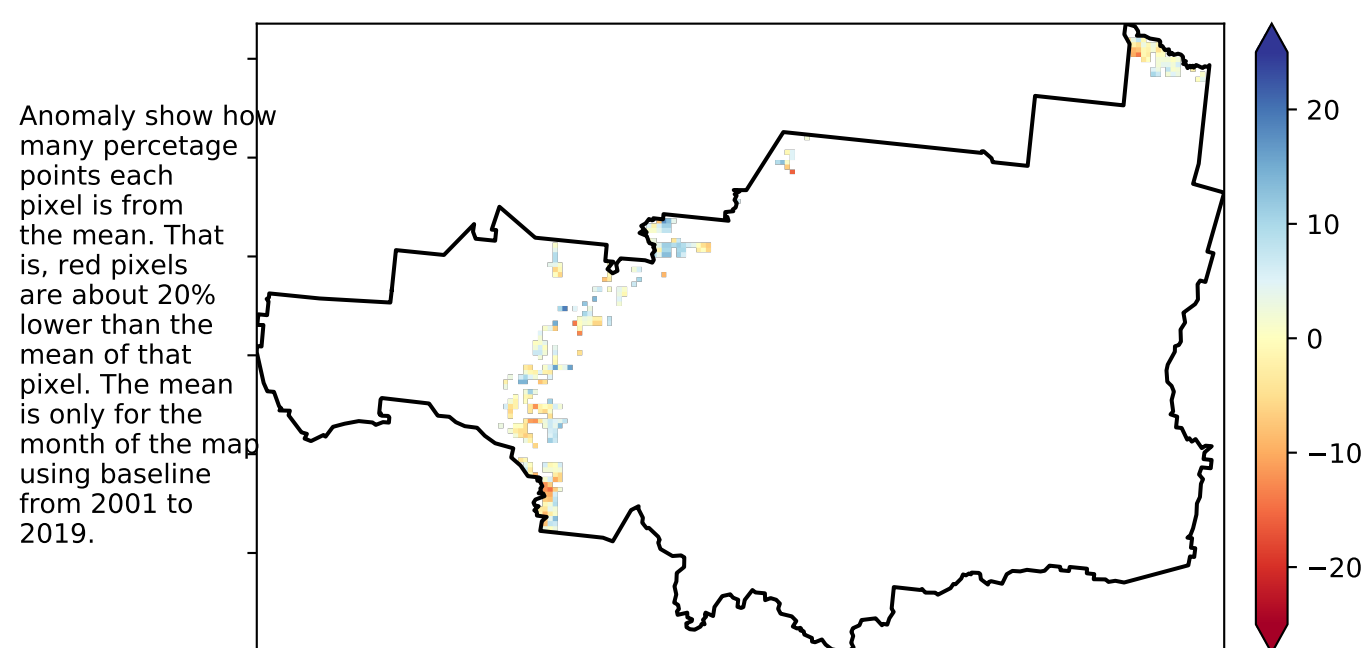 Anomaly show how
many percetage
points each
pixel is from
the mean. That
is, red pixels
are about 20%
lower than the
mean of that
pixel. The mean
is only for the
month of the map
using baseline
from 2001 to
2019.
20
10
0
−10
−20